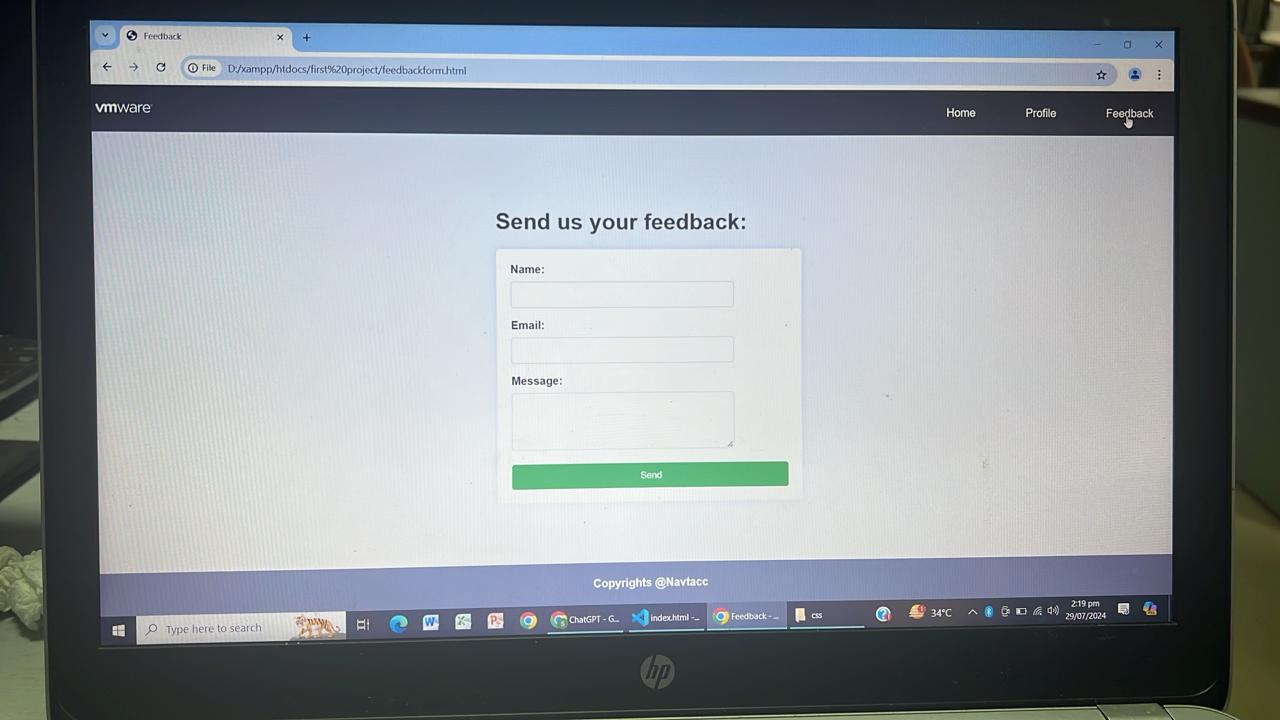 Feedback
File D:/xampp/htdocs/first%20project/feedbackform.html
vmware Home Profile Feedback
Send us your feedback:
Name:
Email:
Message:
Send
Copyrights @Navtacc
Type here to search ChatGPT - G... index.html -... Feedback - ... css 34°C 2:19 pm
29/07/2024
hp